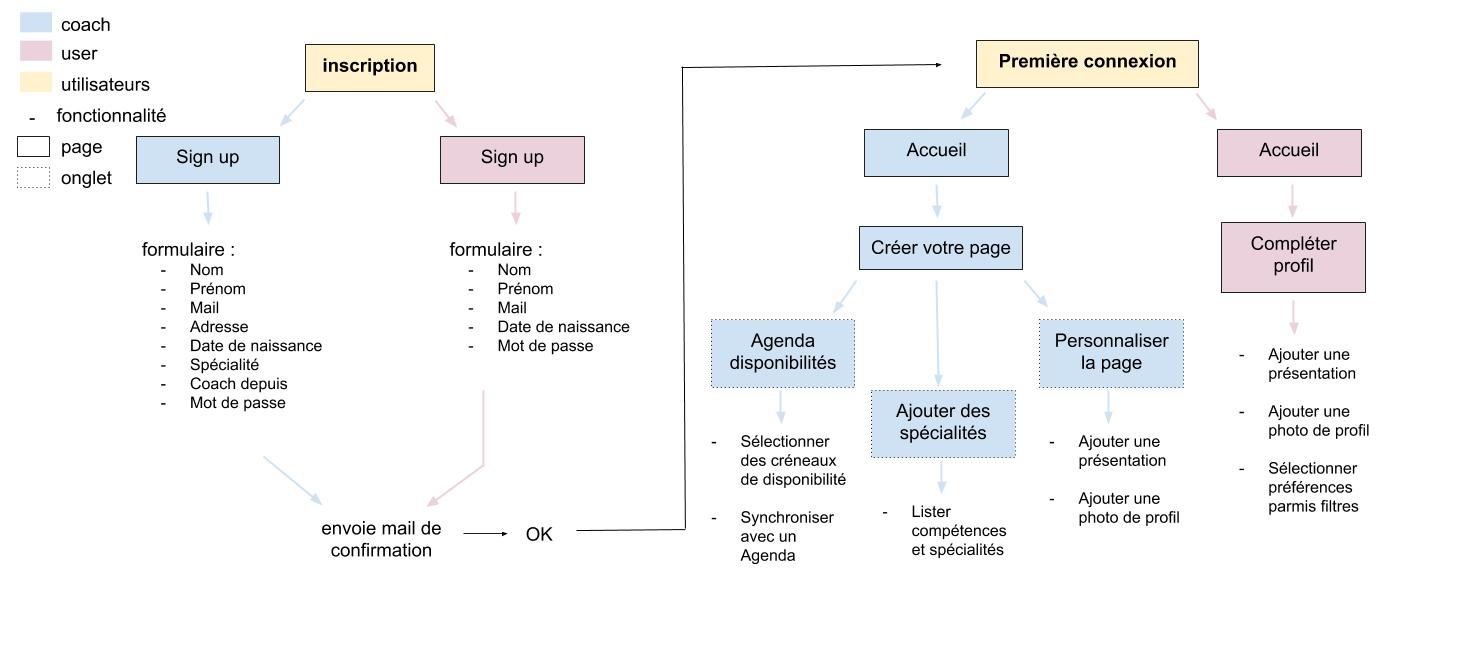 coach
user
utilisateurs
- fonctionnalité
page
onglet
inscription
Sign up
Sign up
formulaire :
- Nom
- Prénom
- Mail
- Adresse
- Date de naissance
- Spécialité
- Coach depuis
- Mot de passe
formulaire :
- Nom
- Prénom
- Mail
- Date de naissance
- Mot de passe
envoie mail de
confirmation
OK
Première connexion
Accueil
Accueil
Créer votre page
Compléter
profil
Agenda
disponibilités
Ajouter des
spécialités
Personnaliser
la page
- Sélectionner
des créneaux
de disponibilité
- Synchroniser
avec un
Agenda
- Lister
compétences
et spécialités
- Ajouter une
présentation
- Ajouter une
photo de profil
- Ajouter une
présentation
- Ajouter une
photo de profil
- Sélectionner
préférences
parmis filtres